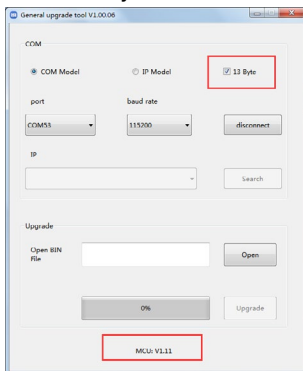 General upgrade tool V1.00.06
COM
COM Model
IP Model
13 Byte
port
baud rate
COM53
115200
disconnect
IP
Search
Upgrade
Open BIN
File
Open
0%
Upgrade
MCU: V1.11